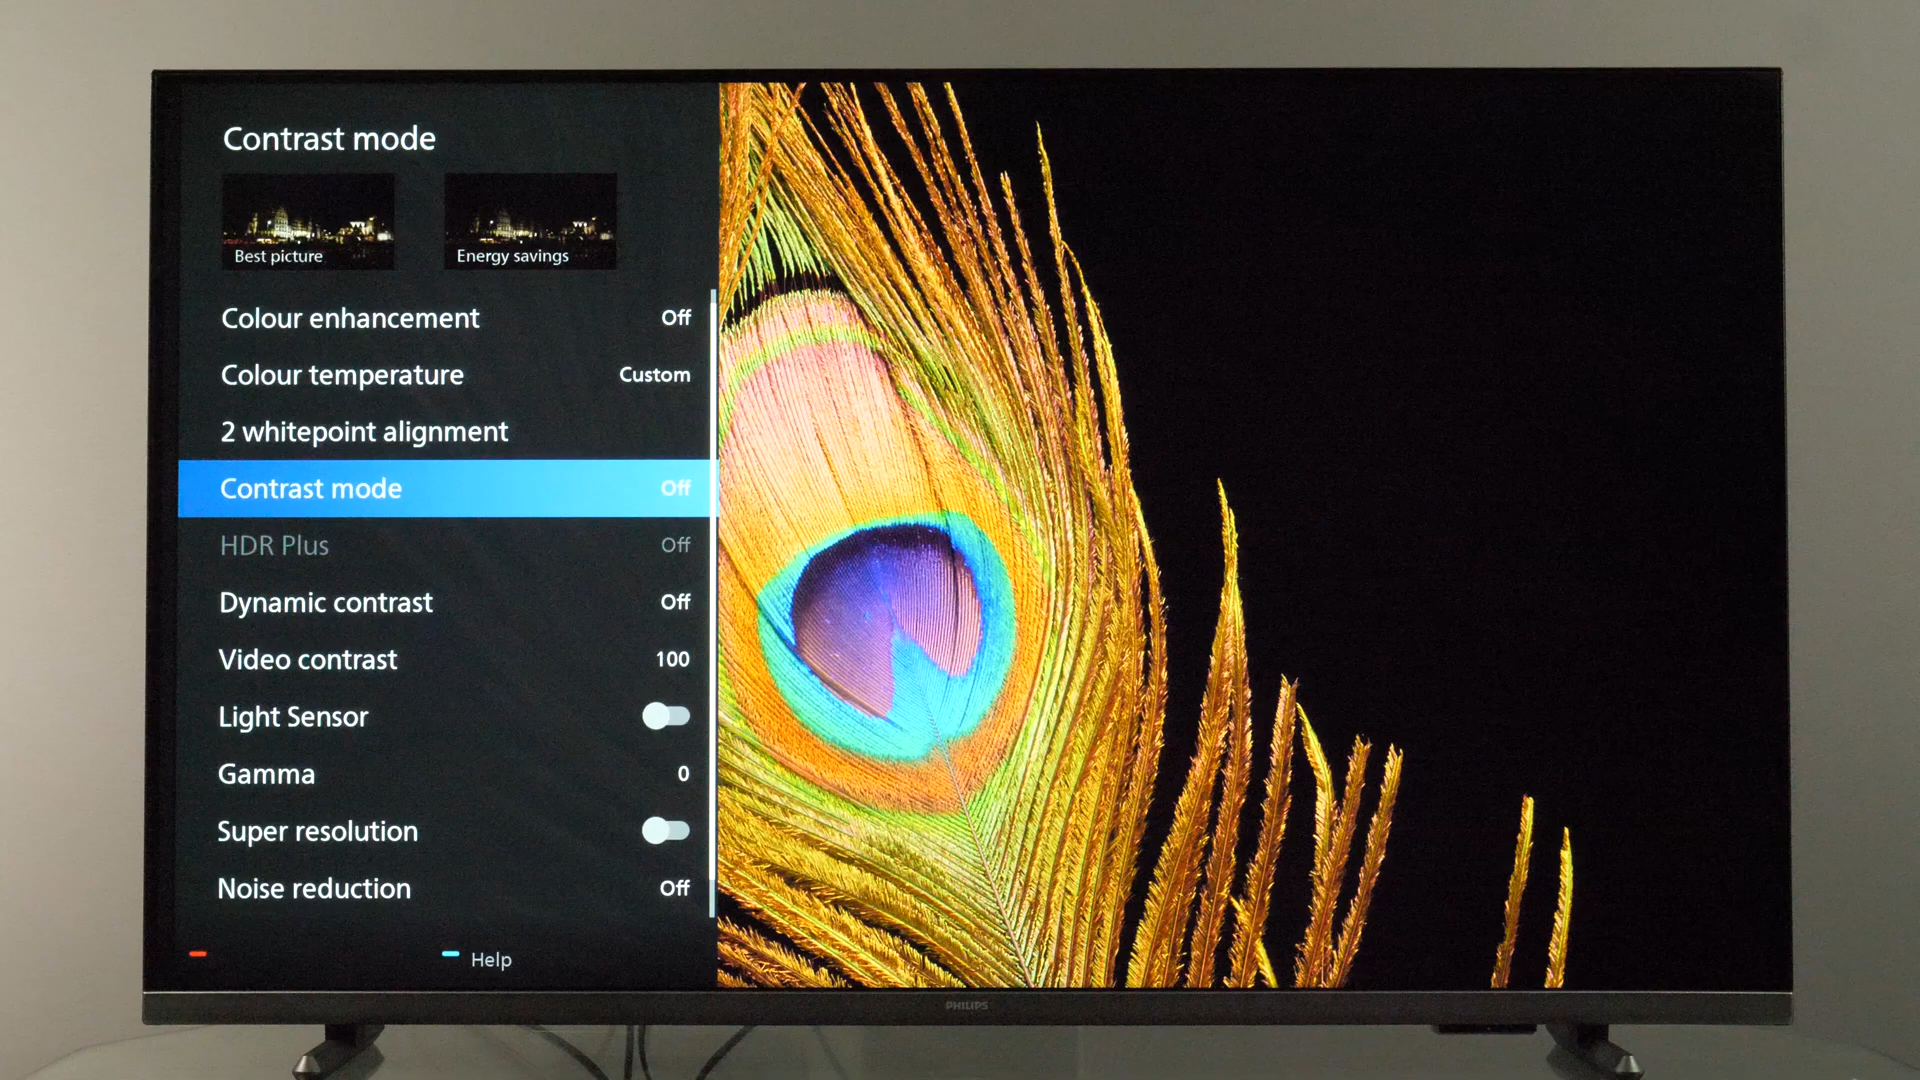 Contrast mode
Best picture
Energy savings
Colour enhancement Off
Colour temperature Custom
2 whitepoint alignment
Contrast mode Off
HDR Plus Off
Dynamic contrast Off
Video contrast 100
Light Sensor
Gamma 0
Super resolution
Noise reduction Off
Help
PHILIPS